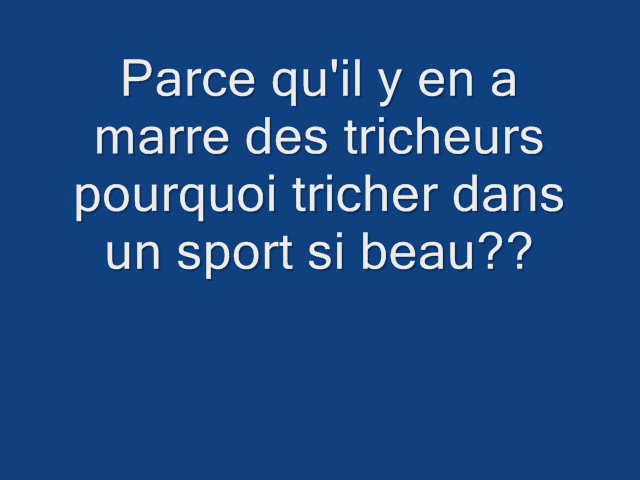 Parce qu'il y en a
marre des tricheurs
pourquoi tricher dans
un sport si beau??